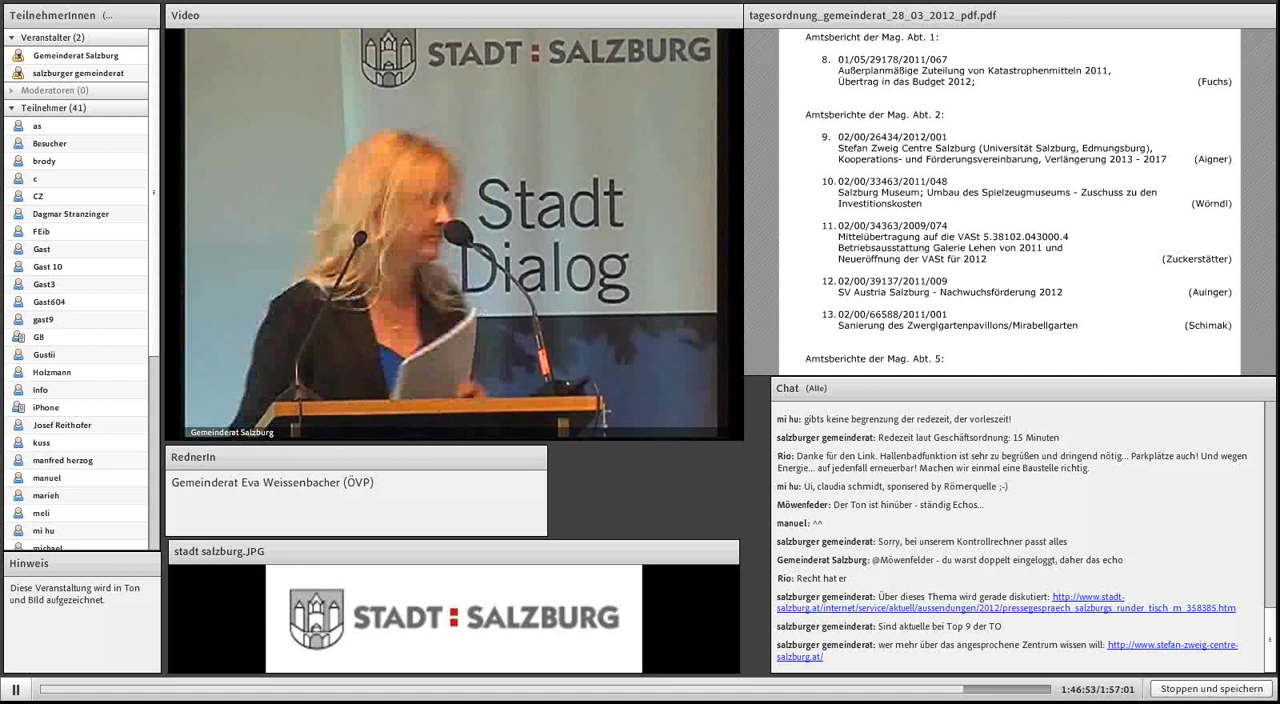 TeilnehmerInnen (...
Veranstalter (2)
Gemeinderat Salzburg
salzburger gemeinderat
Moderatoren (0)
Teilnehmer (41)
as
Besucher
brody
c
CZ
Dagmar Stranzinger
FEib
Gast
Gast 10
Gast3
Gast604
gast9
GB
Gustii
Holzmann
Info
iPhone
Josef Reithofer
kuss
manfred herzog
manuel
marieh
meli
mi hu
michael
Hinweis
Diese Veranstaltung wird in Ton
und BIld aufgezeichnet.
Video
STADT : SALZBURG
Stadt
Dialog
Gemeinderat Salzburg
RednerIn
Gemeinderat Eva Weissenbacher (ÖVP)
stadt salzburg.JPG
STADT : SALZBURG
tagesordnung_gemeinderat_28_03_2012_pdf.pdf
Amtsbericht der Mag. Abt. 1:
8. 01/05/29178/2011/067
Außerplanmäßige Zuteilung von Katastrophenmitteln 2011,
Übertrag in das Budget 2012; (Fuchs)
Amtsberichte der Mag. Abt. 2:
9. 02/00/26434/2012/001
Stefan Zweig Centre Salzburg (Universität Salzburg, Edmungsburg),
Kooperations- und Förderungsvereinbarung, Verlängerung 2013 - 2017 (Aigner)
10. 02/00/33463/2011/048
Salzburg Museum; Umbau des Spielzeugmuseums - Zuschuss zu den
Investitionskosten (Wörndl)
11. 02/00/34363/2009/074
Mittelübertragung auf die VASt 5.38102.043000.4
Betriebsausstattung Galerie Lehen von 2011 und
Neueröffnung der VASt für 2012 (Zuckerstätter)
12. 02/00/39137/2011/009
SV Austria Salzburg - Nachwuchsförderung 2012 (Auinger)
13. 02/00/66588/2011/001
Sanierung des Zwerglgartenpavillons/Mirabellgarten (Schimak)
Amtsberichte der Mag. Abt. 5:
Chat (Alle)
mi hu: gibts keine begrenzung der redezeit, der vorleszeit!
salzburger gemeinderat: Redezeit laut Geschäftsordnung: 15 Minuten
Rio: Danke für den Link. Hallenbadfunktion ist sehr zu begrüßen und dringend nötig... Parkplätze auch! Und wegen
Energie... auf jedenfall erneuerbar! Machen wir einmal eine Baustelle richtig.
mi hu: Ui, claudia schmidt, sponsered by Römerquelle ;-)
Möwenfeder: Der Ton ist hinüber - ständig Echos...
manuel: ^^
salzburger gemeinderat: Sorry, bei unserem Kontrollrechner passt alles
Gemeinderat Salzburg: @Möwenfelder - du warst doppelt eingeloggt, daher das echo
Rio: Recht hat er
salzburger gemeinderat: Über dieses Thema wird gerade diskutiert: http://www.stadt-
salzburg.at/internet/service/aktuell/aussendungen/2012/pressegespraech_salzburgs_runder_tisch_m_358385.htm
salzburger gemeinderat: Sind aktuelle bei Top 9 der TO
salzburger gemeinderat: wer mehr über das angesprochene Zentrum wissen will: http://www.stefan-zweig-centre-
salzburg.at/
1:46:53/1:57:01
Stoppen und speichern